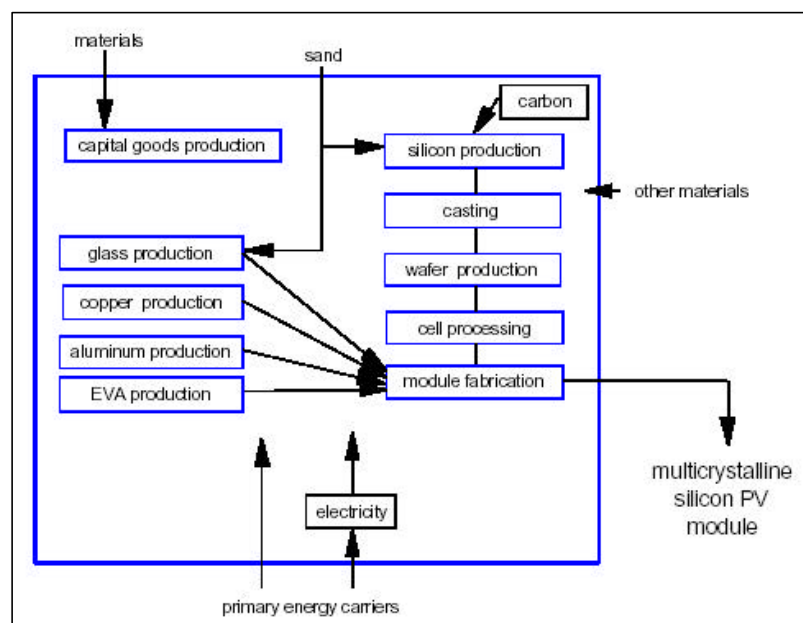 materials
sand
carbon
capital goods production
silicon production
other materials
casting
glass production
wafer production
copper production
cell processing
aluminum production
module fabrication
EVA production
multicrystalline
silicon PV
module
electricity
primary energy carriers